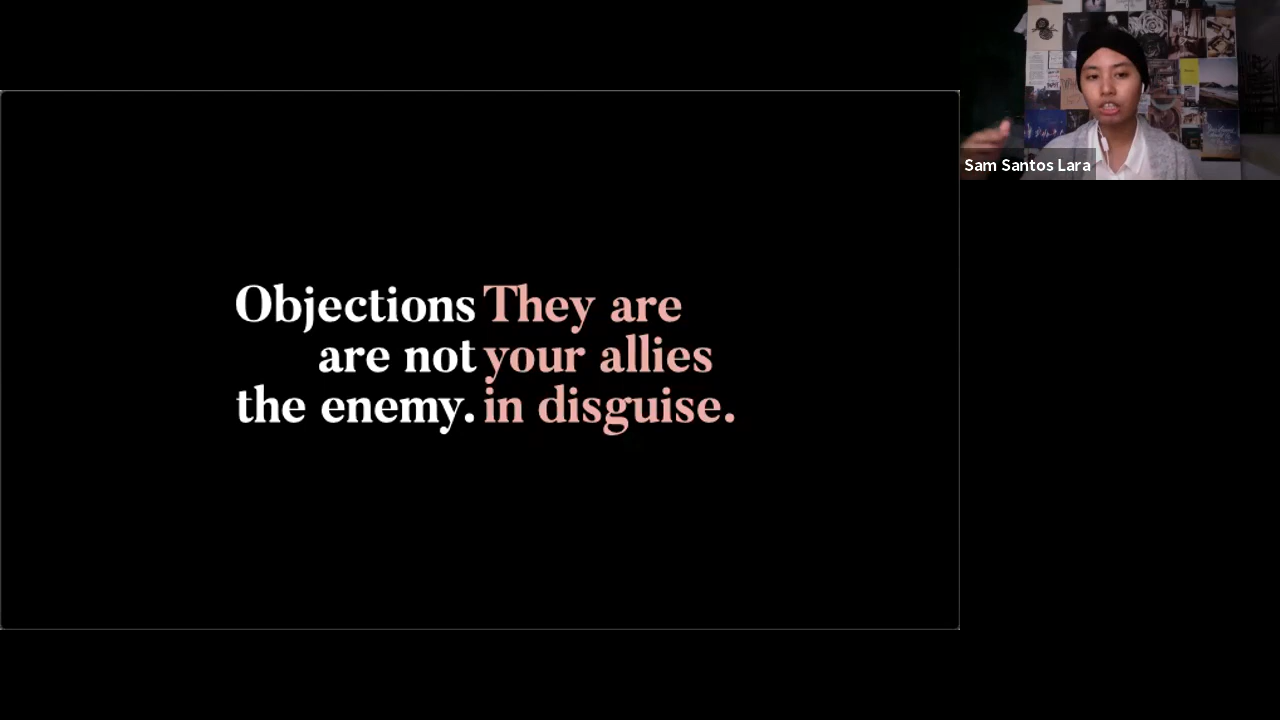 Objections
are not
the enemy.
They are
your allies
in disguise.
Sam Santos Lara